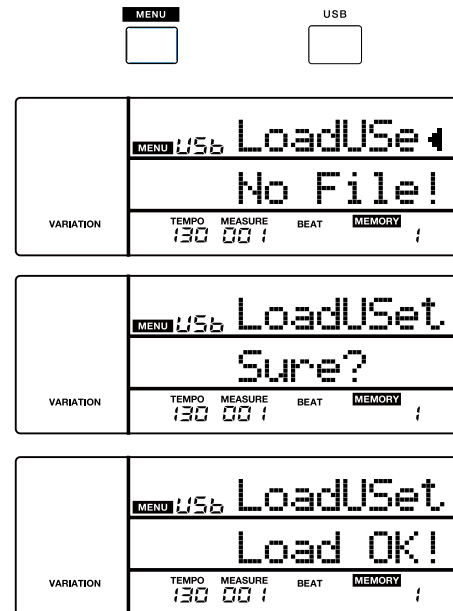 MENU USB
MENU USb LoadUSe
No File!
VARIATION TEMPO MEASURE BEAT MEMORY
130 001 1
MENU USb LoadUSet
Sure?
VARIATION TEMPO MEASURE BEAT MEMORY
130 001 1
MENU USb LoadUSet
Load OK!
VARIATION TEMPO MEASURE BEAT MEMORY
130 001 1